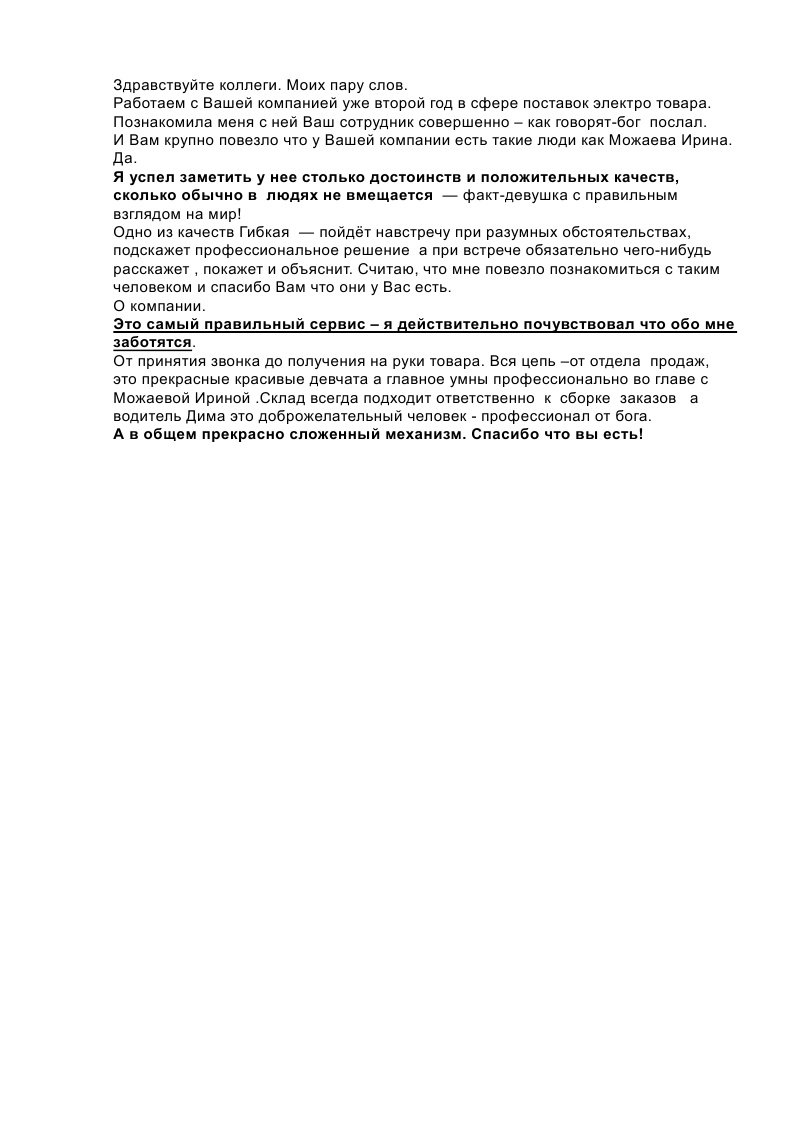 Здравствуйте коллеги. Моих пару слов.
Работаем с Вашей компанией уже второй год в сфере поставок электро товара.
Познакомила меня с ней Ваш сотрудник совершенно – как говорят-бог  послал.
И Вам крупно повезло что у Вашей компании есть такие люди как Можаева Ирина.
Да.
Я успел заметить у нее столько достоинств и положительных качеств,
сколько обычно в  людях не вмещается  — факт-девушка с правильным
взглядом на мир!
Одно из качеств Гибкая  — пойдёт навстречу при разумных обстоятельствах,
подскажет профессиональное решение  а при встрече обязательно чего-нибудь
расскажет , покажет и объяснит. Считаю, что мне повезло познакомиться с таким
человеком и спасибо Вам что они у Вас есть.
О компании.
Это самый правильный сервис – я действительно почувствовал что обо мне
заботятся.
От принятия звонка до получения на руки товара. Вся цепь –от отдела  продаж,
это прекрасные красивые девчата а главное умны профессионально во главе с
Можаевой Ириной .Склад всегда подходит ответственно  к  сборке  заказов   а
водитель Дима это доброжелательный человек - профессионал от бога.
А в общем прекрасно сложенный механизм. Спасибо что вы есть!